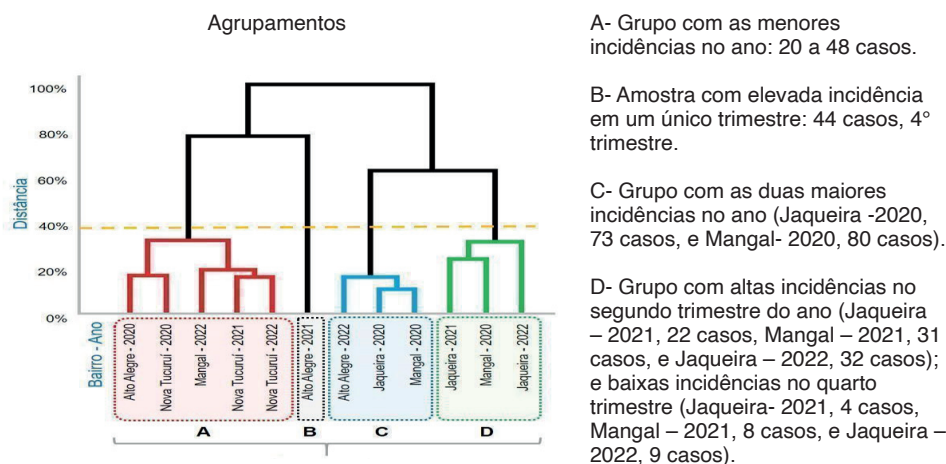 Agrupamentos
100%
80%
60%
40%
20%
0%
Distância
Bairro - Ano
Alto Alegre - 2020
Nova Tucuruí - 2020
Mangal - 2022
Nova Tucuruí - 2021
Nova Tucuruí - 2022
Alto Alegre - 2021
Alto Alegre - 2022
Jaqueira - 2020
Mangal - 2020
Jaqueira - 2021
Mangal - 2020
Jaqueira - 2022
A
B
C
D
A- Grupo com as menores
incidências no ano: 20 a 48 casos.
B- Amostra com elevada incidência
em um único trimestre: 44 casos, 4°
trimestre.
C- Grupo com as duas maiores
incidências no ano (Jaqueira -2020,
73 casos, e Mangal- 2020, 80 casos).
D- Grupo com altas incidências no
segundo trimestre do ano (Jaqueira
– 2021, 22 casos, Mangal – 2021, 31
casos, e Jaqueira – 2022, 32 casos);
e baixas incidências no quarto
trimestre (Jaqueira- 2021, 4 casos,
Mangal – 2021, 8 casos, e Jaqueira –
2022, 9 casos).